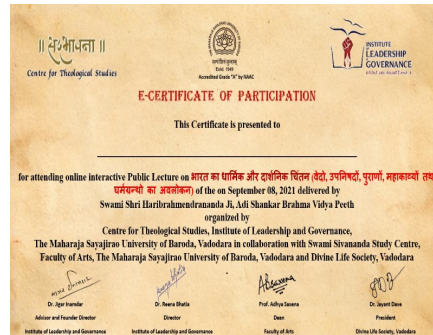 ॥ सद्भावना ॥
Centre for Theological Studies
Estd. 1949
Accredited Grade "A" by NAAC
INSTITUTE
of LEADERSHIP
and
GOVERNANCE
E-CERTIFICATE OF PARTICIPATION
This Certificate is presented to
for attending online interactive Public Lecture on भारत का धार्मिक और दार्शनिक चिंतन (वेदो, उपनिषदों, पुराणों, महाकाव्यों तथा
धर्मग्रन्थो का अवलोकन) of the on September 08, 2021 delivered by
Swami Shri Haribrahmendrananda Ji, Adi Shankar Brahma Vidya Peeth
organized by
Centre for Theological Studies, Institute of Leadership and Governance,
The Maharaja Sayajirao University of Baroda, Vadodara in collaboration with Swami Sivananda Study Centre,
Faculty of Arts, The Maharaja Sayajirao University of Baroda, Vadodara and Divine Life Society, Vadodara
Dr. Jigar Inamdar
Advisor and Founder Director
Institute of Leadership and Governance
Dr. Reena Bhatia
Director
Institute of Leadership and Governance
Prof. Adhya Saxena
Dean
Faculty of Arts
Dr. Jayant Dave
President
Divine Life Society, Vadodara